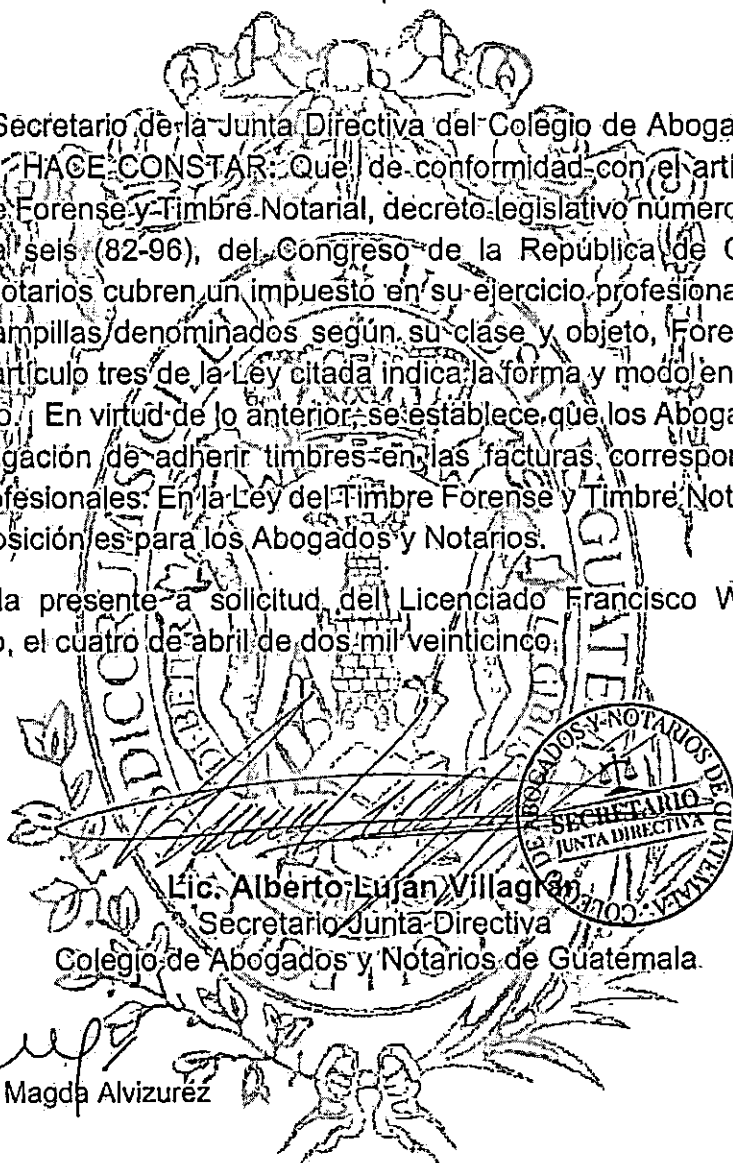 Secretario de la Junta Directiva del Colegio de Aboga
HACE CONSTAR: Que, de conformidad con el artí
Forense y Timbre Notarial, decreto legislativo número
seis (82-96), del Congreso de la República de G
otarios cubren un impuesto en su ejercicio profesiona
ampillas denominados según su clase y objeto, Fore
artículo tres de la Ley citada indica la forma y modo en
o. En virtud de lo anterior, se establece que los Aboga
gación de adherir timbres en las facturas correspon
fesionales. En la Ley del Timbre Forense y Timbre Not
osición es para los Abogados y Notarios.
la presente a solicitud del Licenciado Francisco W
o, el cuatro de abril de dos mil veinticinco.
COLEGIO DE ABOGADOS Y NOTARIOS DE GUATEMALA
SECRETARIO
JUNTA DIRECTIVA
Lic. Alberto Luján Villagrán
Secretario Junta Directiva
Colegio de Abogados y Notarios de Guatemala
Magda Alvizuréz